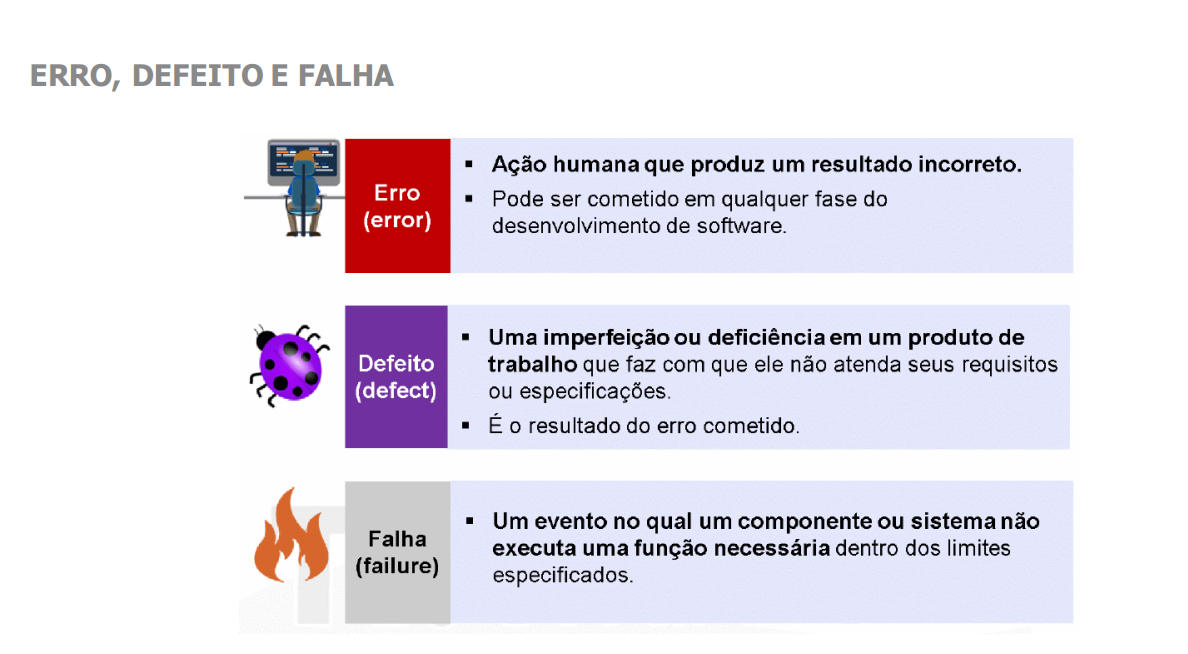 ERRO, DEFEITO E FALHA
Erro
(error)
▪ Ação humana que produz um resultado incorreto.
▪ Pode ser cometido em qualquer fase do
desenvolvimento de software.
Defeito
(defect)
▪ Uma imperfeição ou deficiência em um produto de
trabalho que faz com que ele não atenda seus requisitos
ou especificações.
▪ É o resultado do erro cometido.
Falha
(failure)
▪ Um evento no qual um componente ou sistema não
executa uma função necessária dentro dos limites
especificados.